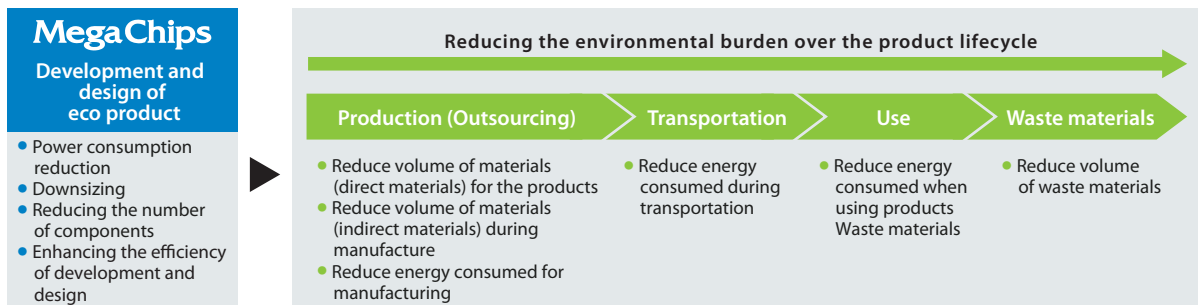 MegaChips
Development and
design of
eco product
• Power consumption
reduction
• Downsizing
• Reducing the number
of components
• Enhancing the efficiency
of development and
design
Reducing the environmental burden over the product lifecycle
Production (Outsourcing)
• Reduce volume of materials
(direct materials) for the products
• Reduce volume of materials
(indirect materials) during
manufacture
• Reduce energy consumed for
manufacturing
Transportation
• Reduce energy
consumed during
transportation
Use
• Reduce energy
consumed when
using products
Waste materials
Waste materials
• Reduce volume
of waste materials